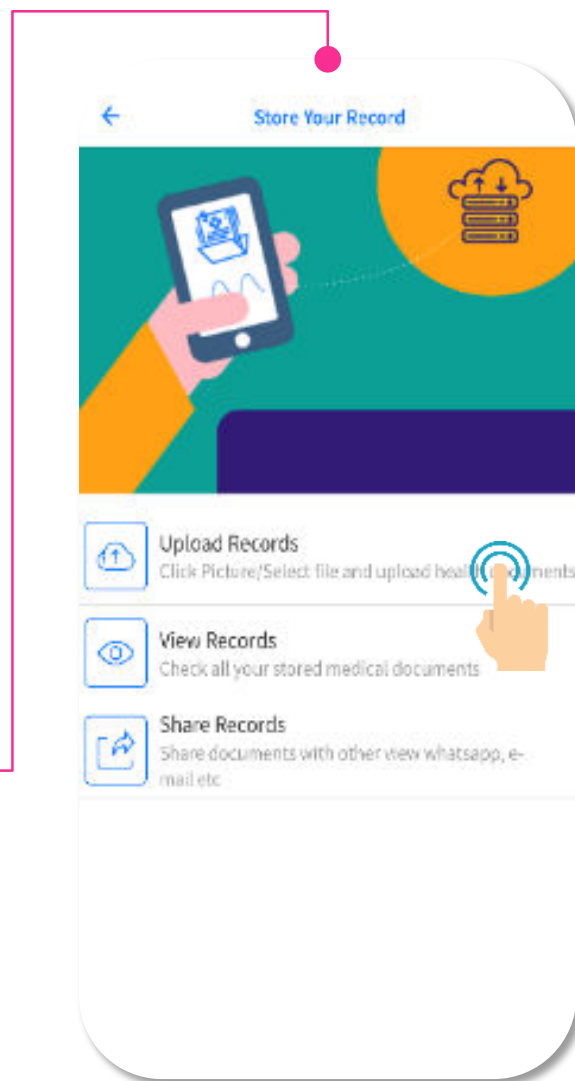 Store Your Record
Upload Records
Click Picture/Select file and upload health documents
View Records
Check all your stored medical documents
Share Records
Share documents with other view whatsapp, e-
mail etc